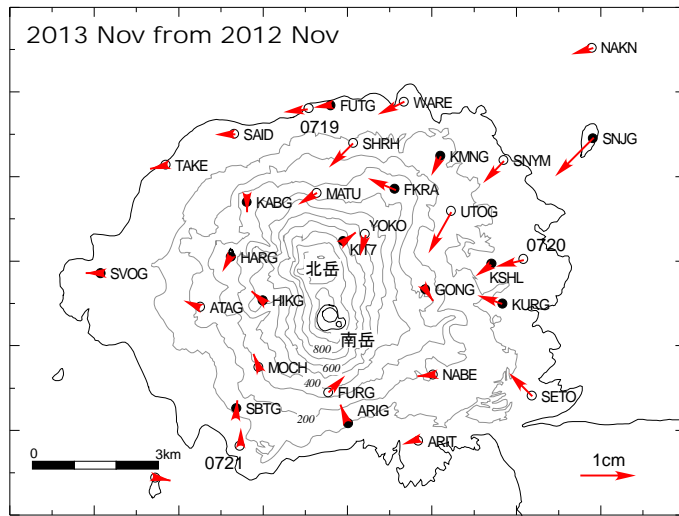 2013 Nov from 2012 Nov
NAKN
FUTG
WARE
0719
SAID
SHRH
SNJG
KMNG
SNYM
TAKE
FKRA
MATU
KABG
UTOG
YOKO
KIT7
0720
HARG
北岳
KSHL
SVOG
GONG
HIKG
KURG
ATAG
南岳
800
600
MOCH
NABE
400
FURG
SETO
SBTG
200
ARIG
ARIT
0721
0 3km
1cm